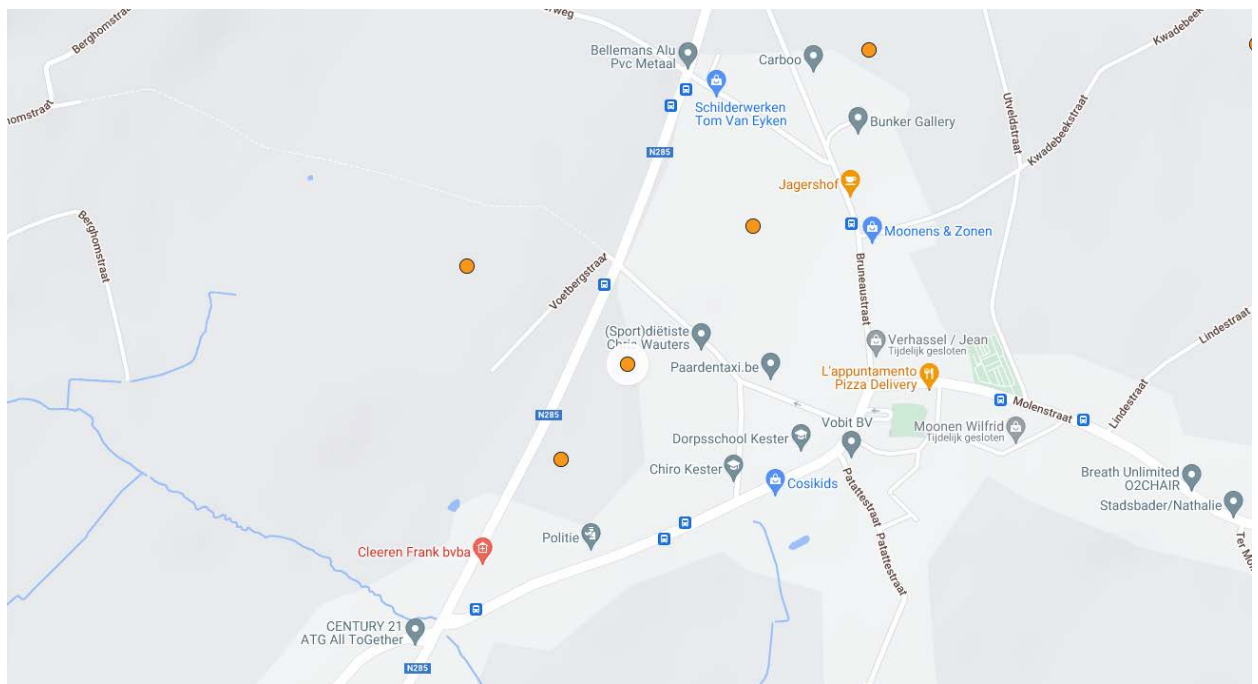 Berghomstraat
Bellemans Alu
Pvc Metaal
Carboo
Kwadebeekstraat
Schilderwerken
Tom Van Eyken
Utveldstraat
Bunker Gallery
Kwadebeekstraat
N285
Jagershof
Moonens & Zonen
Berghomstraat
Voetbergstraat
Bruneaustraat
(Sport)diëtiste
Chris Wauters
Verhassel / Jean
Tijdelijk gesloten
Lindestraat
Paardentaxi.be
L'appuntamento
Pizza Delivery
Molenstraat
Lindestraat
N285
Vobit BV
Moonen Wilfrid
Tijdelijk gesloten
Dorpsschool Kester
Chiro Kester
Cosikids
Patattestraat
Breath Unlimited
O2CHAIR
Stadsbader/Nathalie
Politie
Patattestraat
Cleeren Frank bvba
CENTURY 21
ATG All ToGether
N285